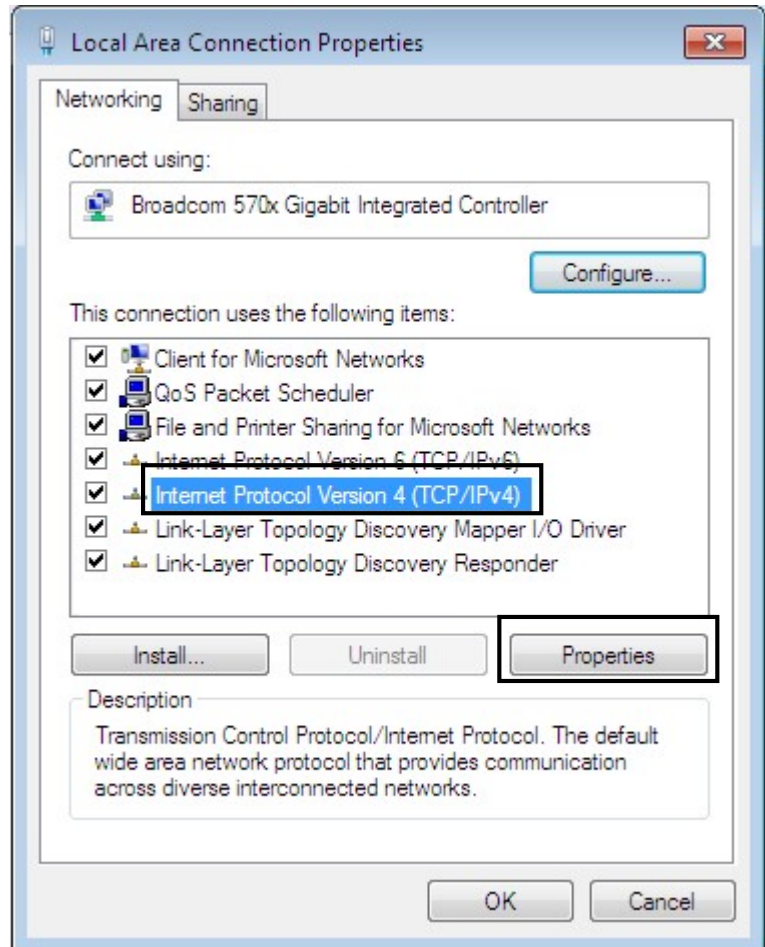 Local Area Connection Properties
Networking
Sharing
Connect using:
Broadcom 570x Gigabit Integrated Controller
Configure...
This connection uses the following items:
Client for Microsoft Networks
QoS Packet Scheduler
File and Printer Sharing for Microsoft Networks
Internet Protocol Version 6 (TCP/IPv6)
Internet Protocol Version 4 (TCP/IPv4)
Link-Layer Topology Discovery Mapper I/O Driver
Link-Layer Topology Discovery Responder
Install...
Uninstall
Properties
Description
Transmission Control Protocol/Internet Protocol. The default
wide area network protocol that provides communication
across diverse interconnected networks.
OK
Cancel